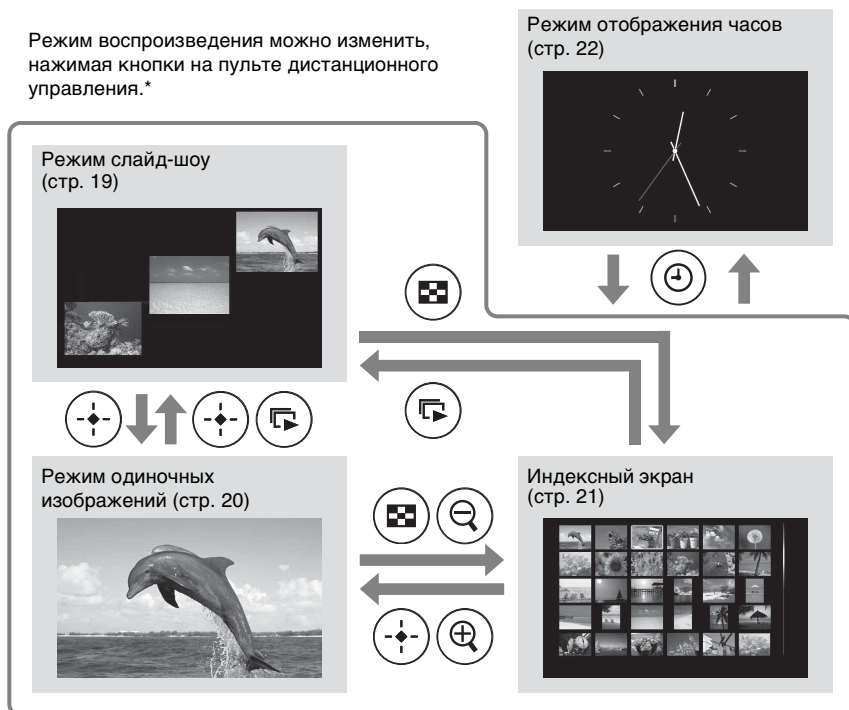 Режим воспроизведения можно изменить,
нажимая кнопки на пульте дистанционного
управления.*
Режим отображения часов
(стр. 22)
Режим слайд-шоу
(стр. 19)
Режим одиночных
изображений (стр. 20)
Индексный экран
(стр. 21)